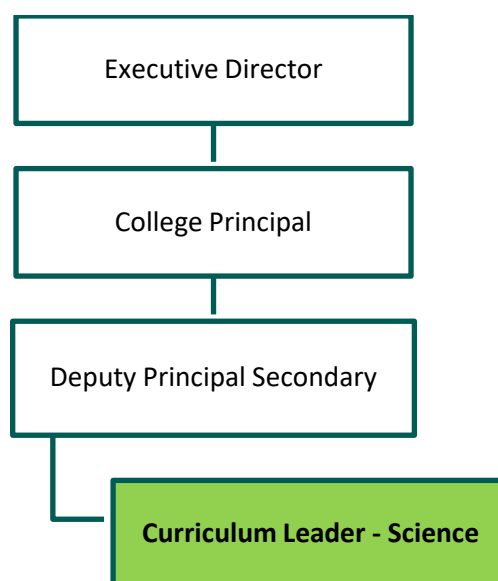 Executive Director
College Principal
Deputy Principal Secondary
Curriculum Leader - Science